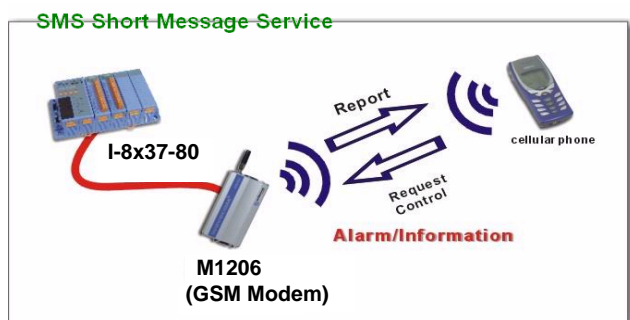 SMS Short Message Service
Report
cellular phone
I-8x37-80
Request
Control
Alarm/Information
M1206
(GSM Modem)